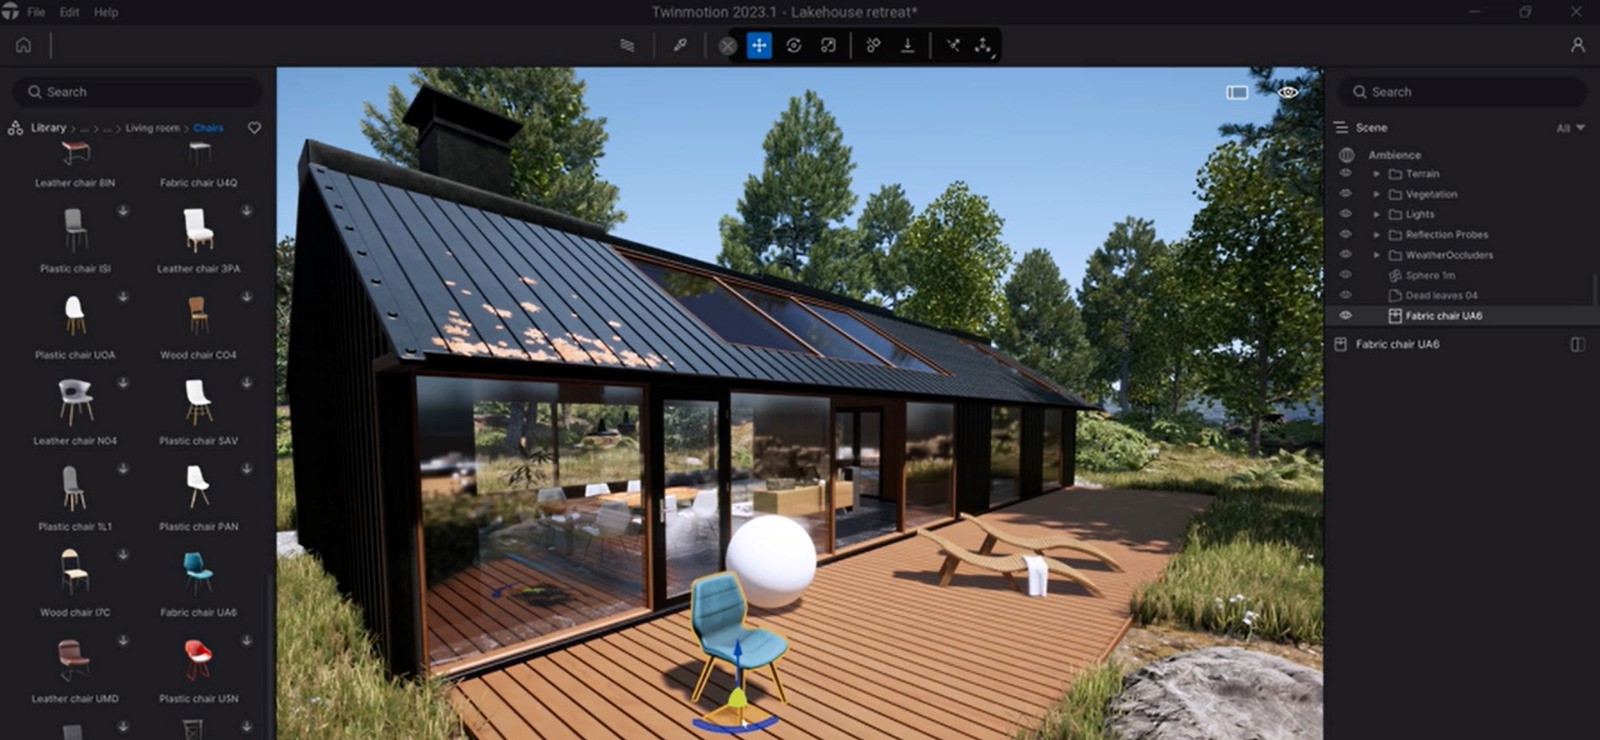 File Edit Help
Twinmotion 2023.1 - Lakehouse retreat*
Search
Library > ... > ... > Living room > Chairs
Leather chair 8IN
Fabric chair U4Q
Plastic chair ISI
Leather chair 3PA
Plastic chair UOA
Wood chair CO4
Leather chair NO4
Plastic chair SAV
Plastic chair 1L1
Plastic chair PAN
Wood chair I7C
Fabric chair UA6
Leather chair UMD
Plastic chair U5N
Search
Scene
All
Ambience
Terrain
Vegetation
Lights
Reflection Probes
WeatherOccluders
Sphere 1m
Dead leaves 04
Fabric chair UA6
Fabric chair UA6